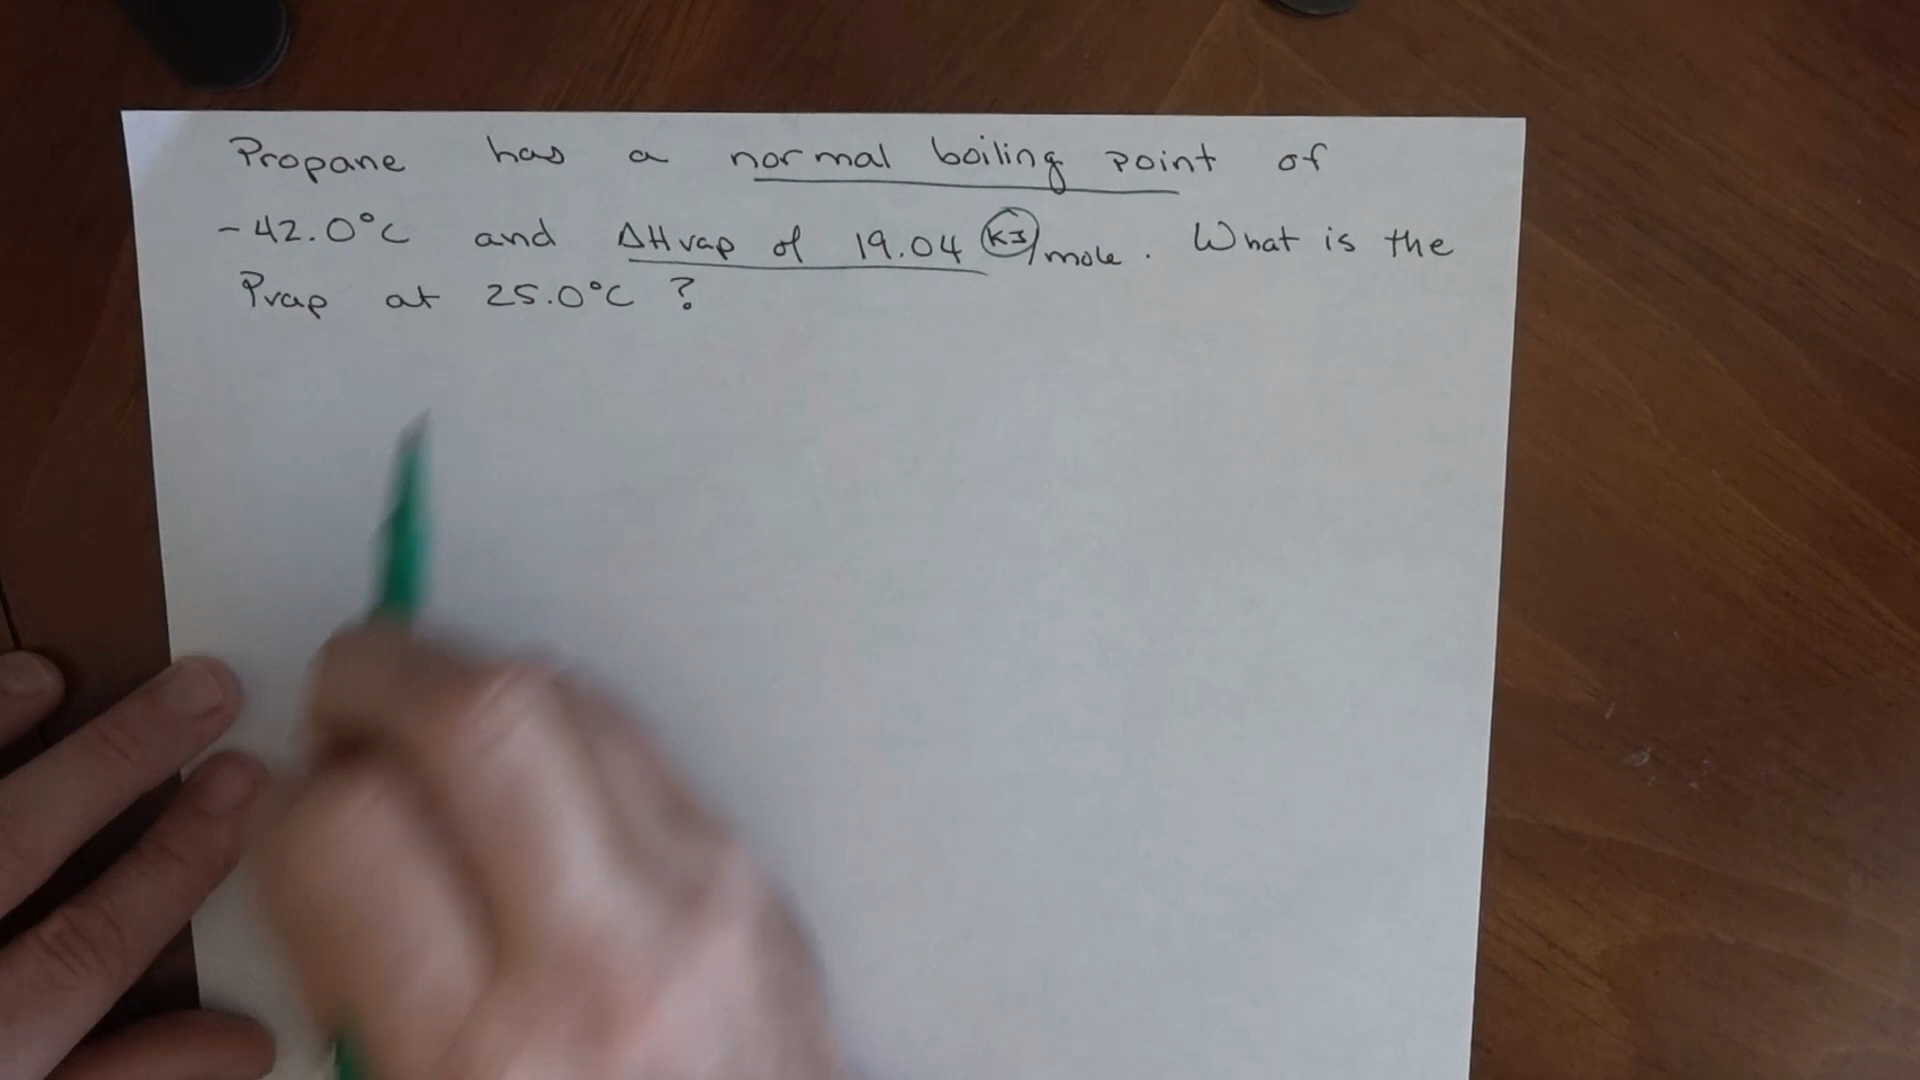 Propane has a normal boiling point of
-42.0°C and ΔHvap of 19.04 KJ/mole. What is the
Pvap at 25.0°C ?